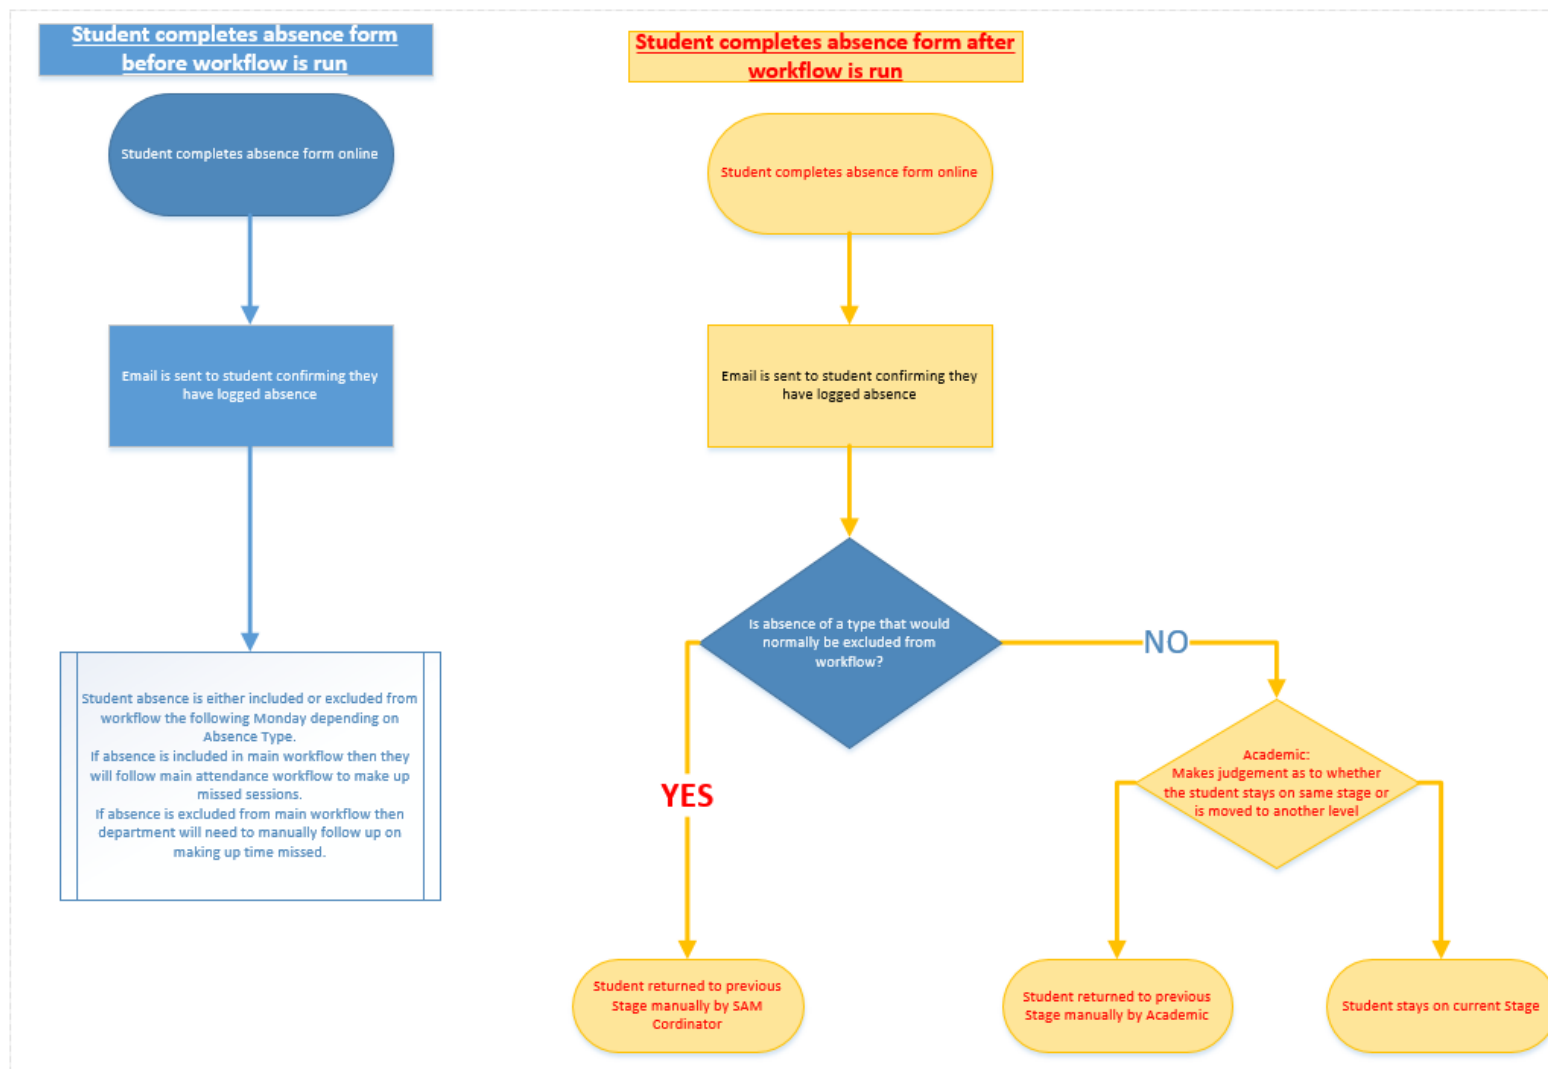 Student completes absence form
before workflow is run
Student completes absence form online
Email is sent to student confirming they
have logged absence
Student absence is either included or excluded from
workflow the following Monday depending on
Absence Type.
If absence is included in main workflow then they
will follow main attendance workflow to make up
missed sessions.
If absence is excluded from main workflow then
department will need to manually follow up on
making up time missed.
Student completes absence form after
workflow is run
Student completes absence form online
Email is sent to student confirming they
have logged absence
Is absence of a type that would
normally be excluded from
workflow?
NO
YES
Academic:
Makes judgement as to whether
the student stays on same stage or
is moved to another level
Student returned to previous
Stage manually by SAM
Cordinator
Student returned to previous
Stage manually by Academic
Student stays on current Stage